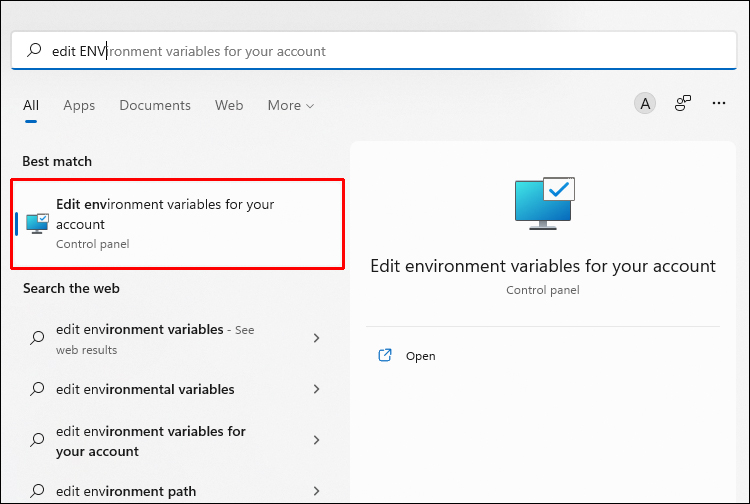 edit ENVironment variables for your account
All Apps Documents Web More
A
Best match
Edit environment variables for your
account
Control panel
Search the web
edit environment variables - See
web results
edit environmental variables
edit environment variables for
your account
edit environment path
Edit environment variables for your account
Control panel
Open